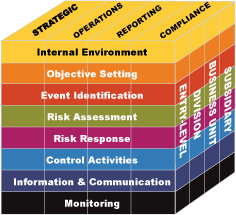 STRATEGIC
OPERATIONS
REPORTING
COMPLIANCE
Internal Environment
Objective Setting
Event Identification
Risk Assessment
Risk Response
Control Activities
Information & Communication
Monitoring
ENTITY-LEVEL
DIVISION
BUSINESS UNIT
SUBSIDIARY